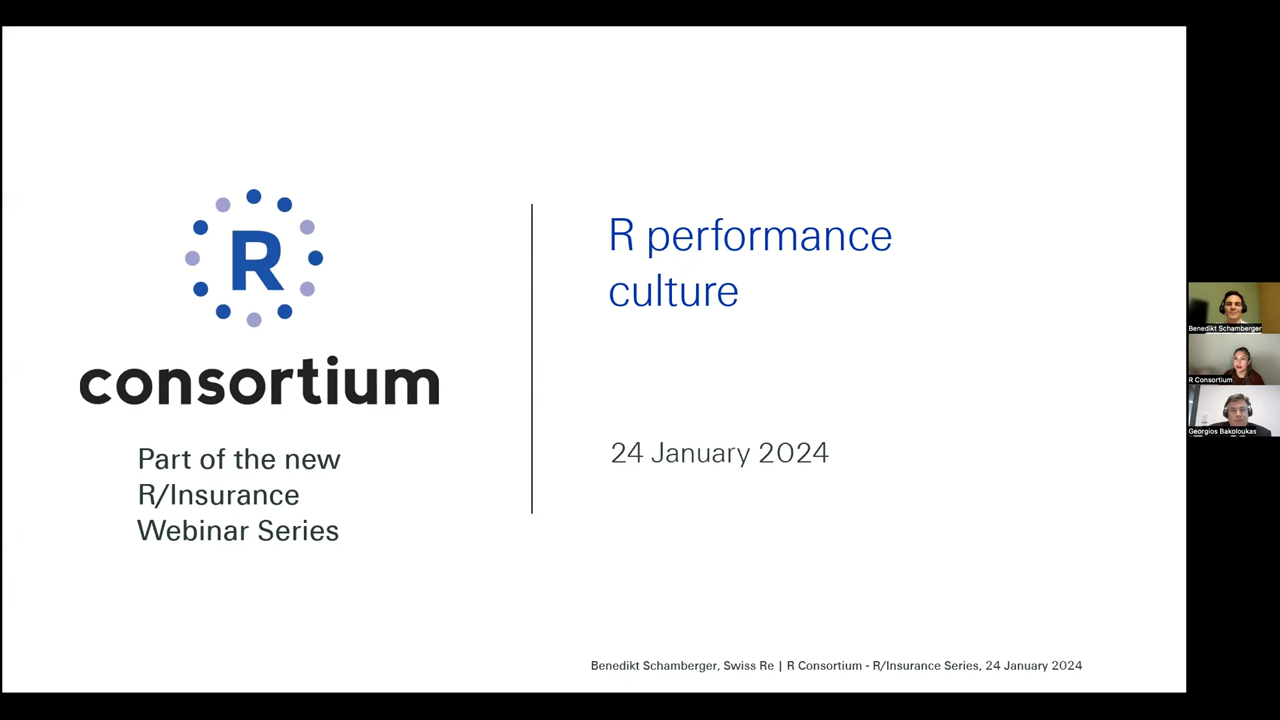 R
consortium
Part of the new
R/Insurance
Webinar Series
R performance
culture
24 January 2024
Benedikt Schamberger, Swiss Re | R Consortium - R/Insurance Series, 24 January 2024
Benedikt Schamberger
R Consortium
Georgios Bakoloukas